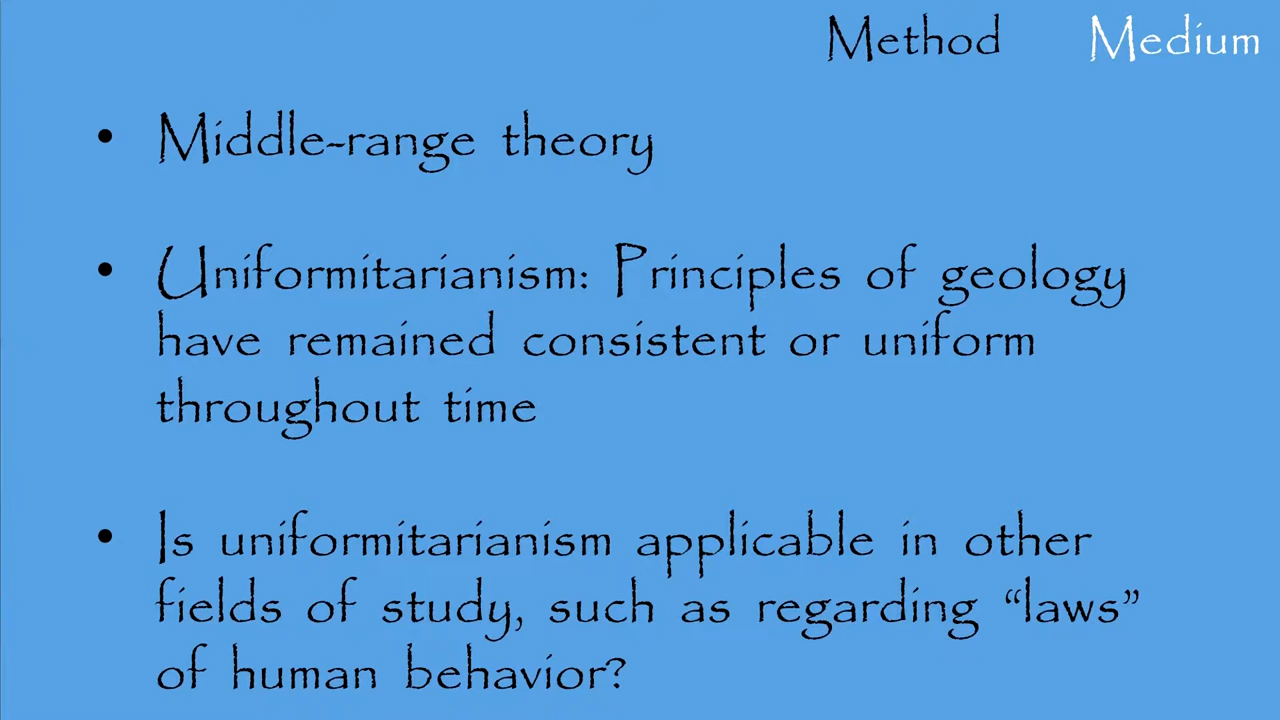 Method Medium
• Middle-range theory
• Uniformitarianism: Principles of geology
have remained consistent or uniform
throughout time
• Is uniformitarianism applicable in other
fields of study, such as regarding “laws”
of human behavior?